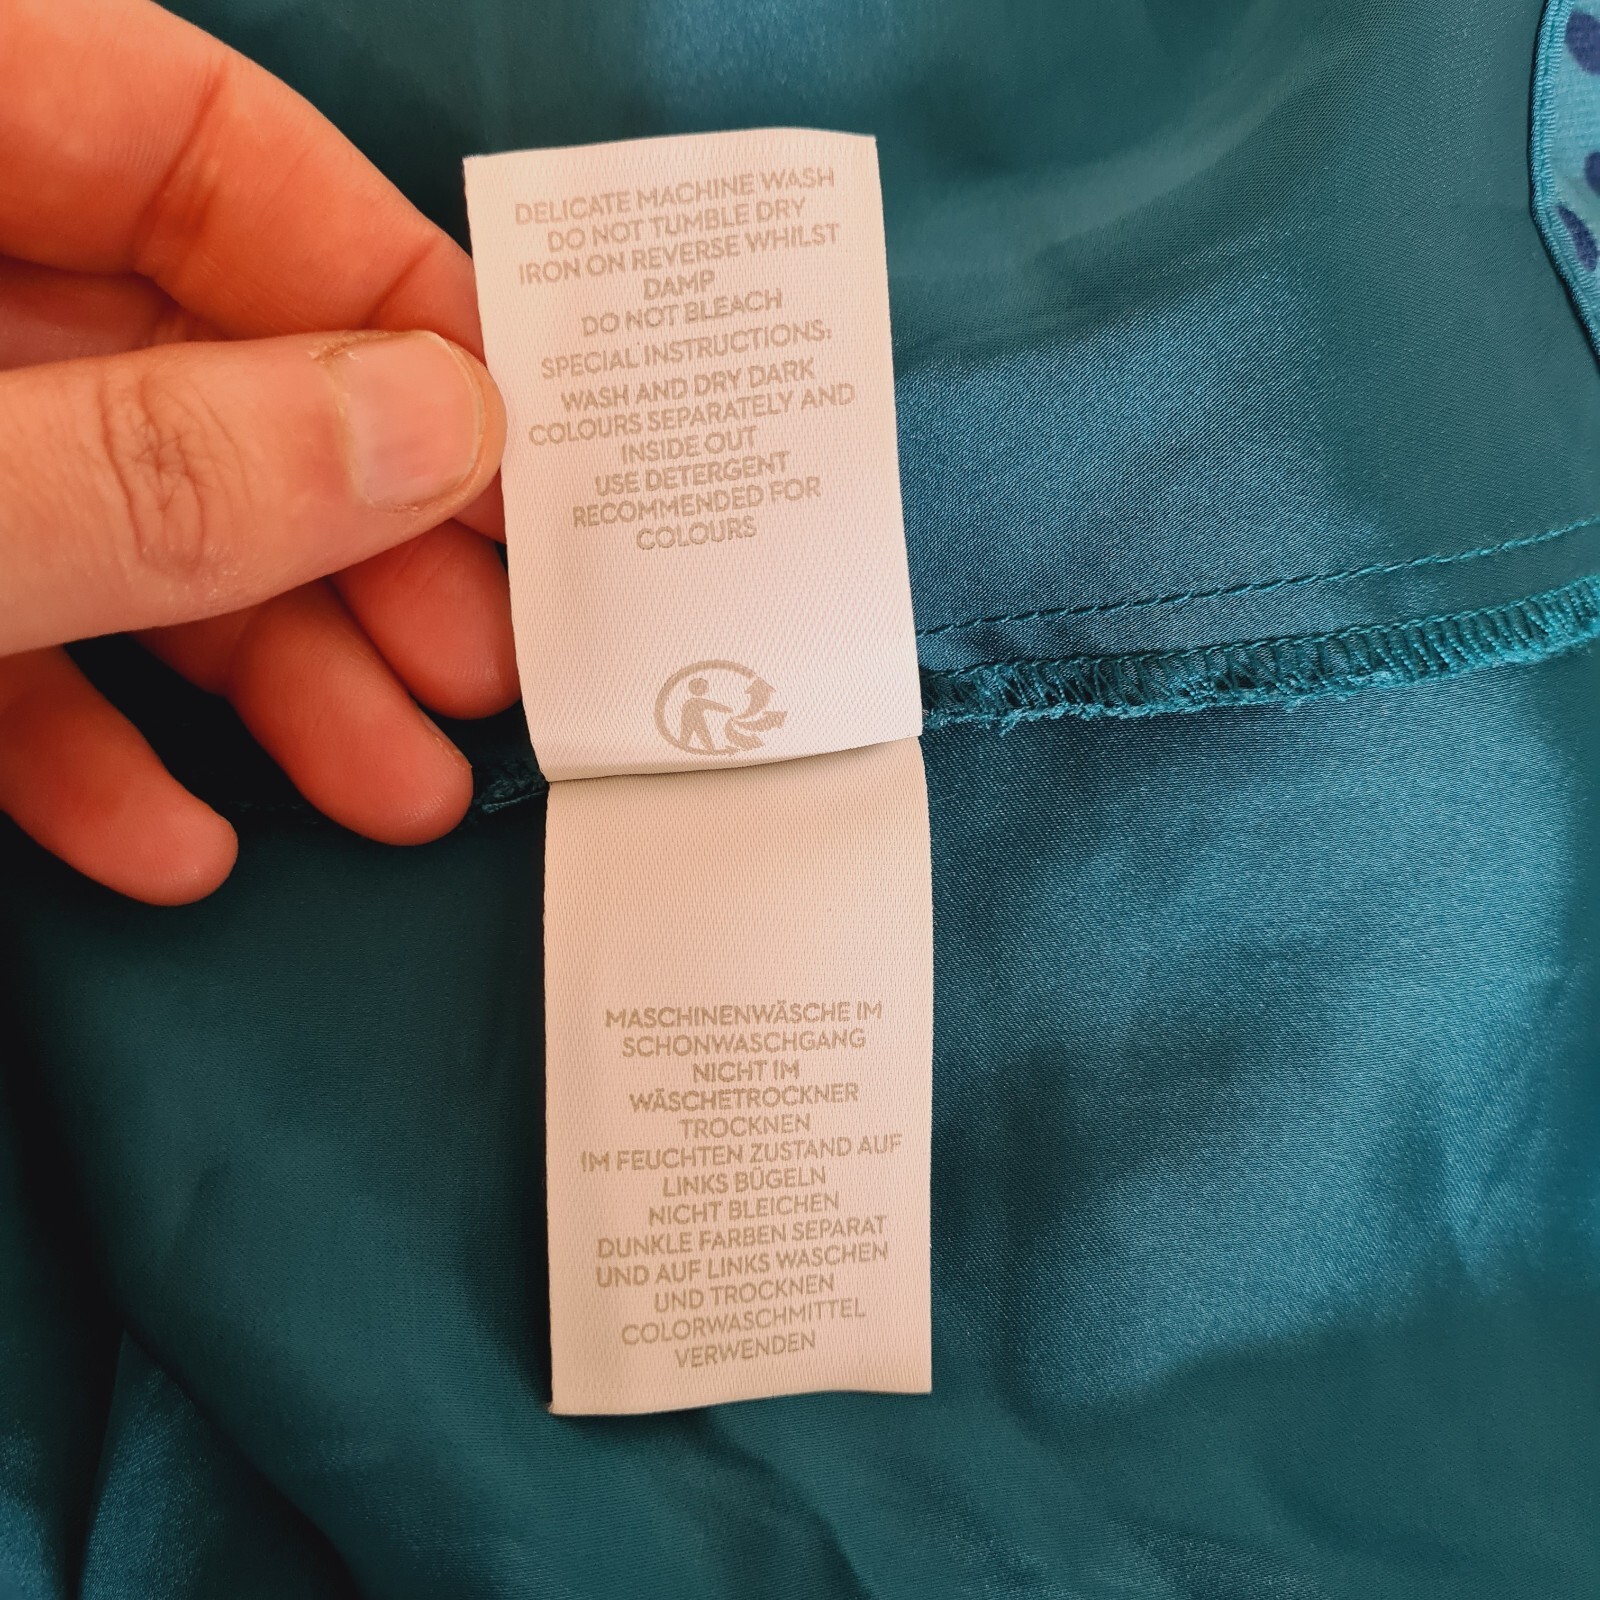 DELICATE MACHINE WASH
DO NOT TUMBLE DRY
IRON ON REVERSE WHILST
DAMP
DO NOT BLEACH
SPECIAL INSTRUCTIONS:
WASH AND DRY DARK
COLOURS SEPARATELY AND
INSIDE OUT
USE DETERGENT
RECOMMENDED FOR
COLOURS
MASCHINENWÄSCHE IM
SCHONWASCHGANG
NICHT IM
WÄSCHETROCKNER
TROCKNEN
IM FEUCHTEN ZUSTAND AUF
LINKS BÜGELN
NICHT BLEICHEN
DUNKLE FARBEN SEPARAT
UND AUF LINKS WASCHEN
UND TROCKNEN
COLORWASCHMITTEL
VERWENDEN